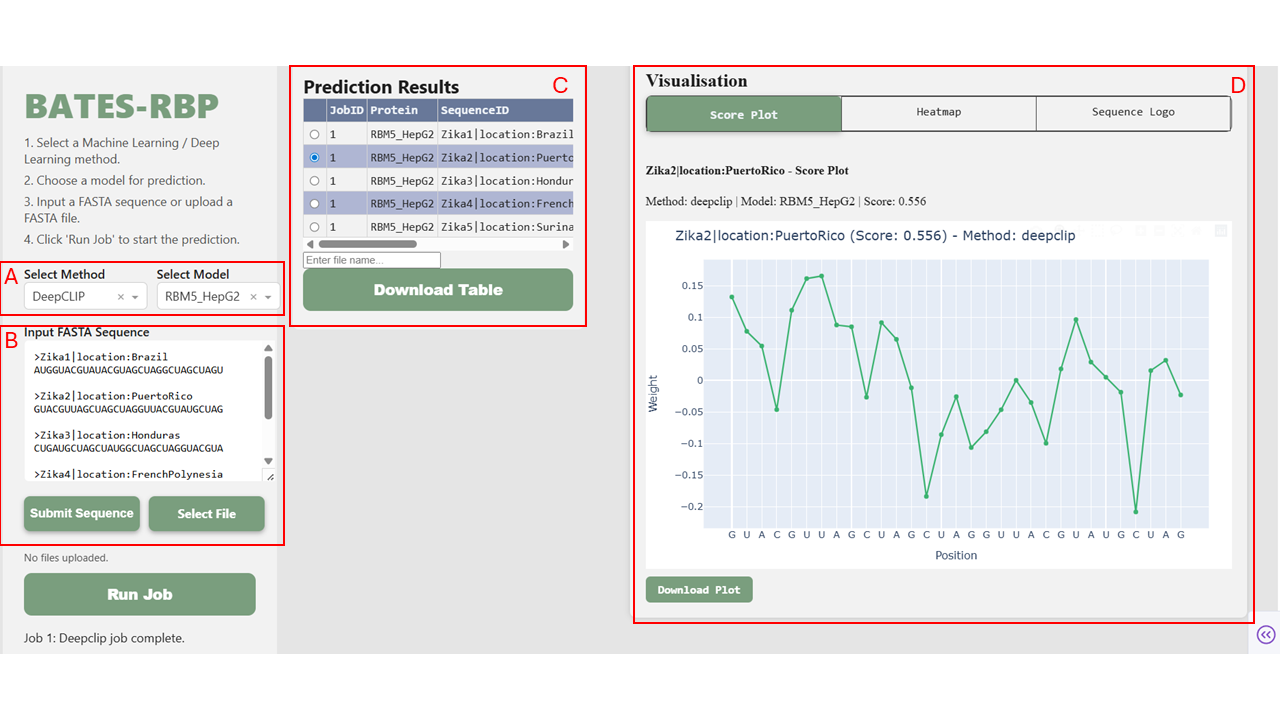 BATES-RBP
1. Select a Machine Learning / Deep
Learning method.
2. Choose a model for prediction.
3. Input a FASTA sequence or upload a
FASTA file.
4. Click 'Run Job' to start the prediction.
A
Select Method Select Model
DeepCLIP × RBM5_HepG2 ×
B
Input FASTA Sequence
>Zika1|location:Brazil
AUGGUACGUAUACGUAGCUAGGCUAGCUAGU
>Zika2|location:PuertoRico
GUACGUUAGCUAGCUAGGUUACGUAUGCUAG
>Zika3|location:Honduras
CUGAUGCUAGCUAUGGCUAGCUAGGUACGUA
>Zika4|location:FrenchPolynesia
Submit Sequence Select File
No files uploaded.
Run Job
Job 1: Deepclip job complete.
Prediction Results C
JobID Protein SequenceID
1 RBM5_HepG2 Zika1|location:Brazil
1 RBM5_HepG2 Zika2|location:Puerto
1 RBM5_HepG2 Zika3|location:Hondur
1 RBM5_HepG2 Zika4|location:French
1 RBM5_HepG2 Zika5|location:Surina
Enter file name...
Download Table
Visualisation D
Score Plot Heatmap Sequence Logo
Zika2|location:PuertoRico - Score Plot
Method: deepclip | Model: RBM5_HepG2 | Score: 0.556
Zika2|location:PuertoRico (Score: 0.556) - Method: deepclip
0.15
0.1
0.05
0
−0.05
−0.1
−0.15
−0.2
Weight
G U A C G U U A G C U A G C U A G G U U A C G U A U G C U A G
Position
Download Plot